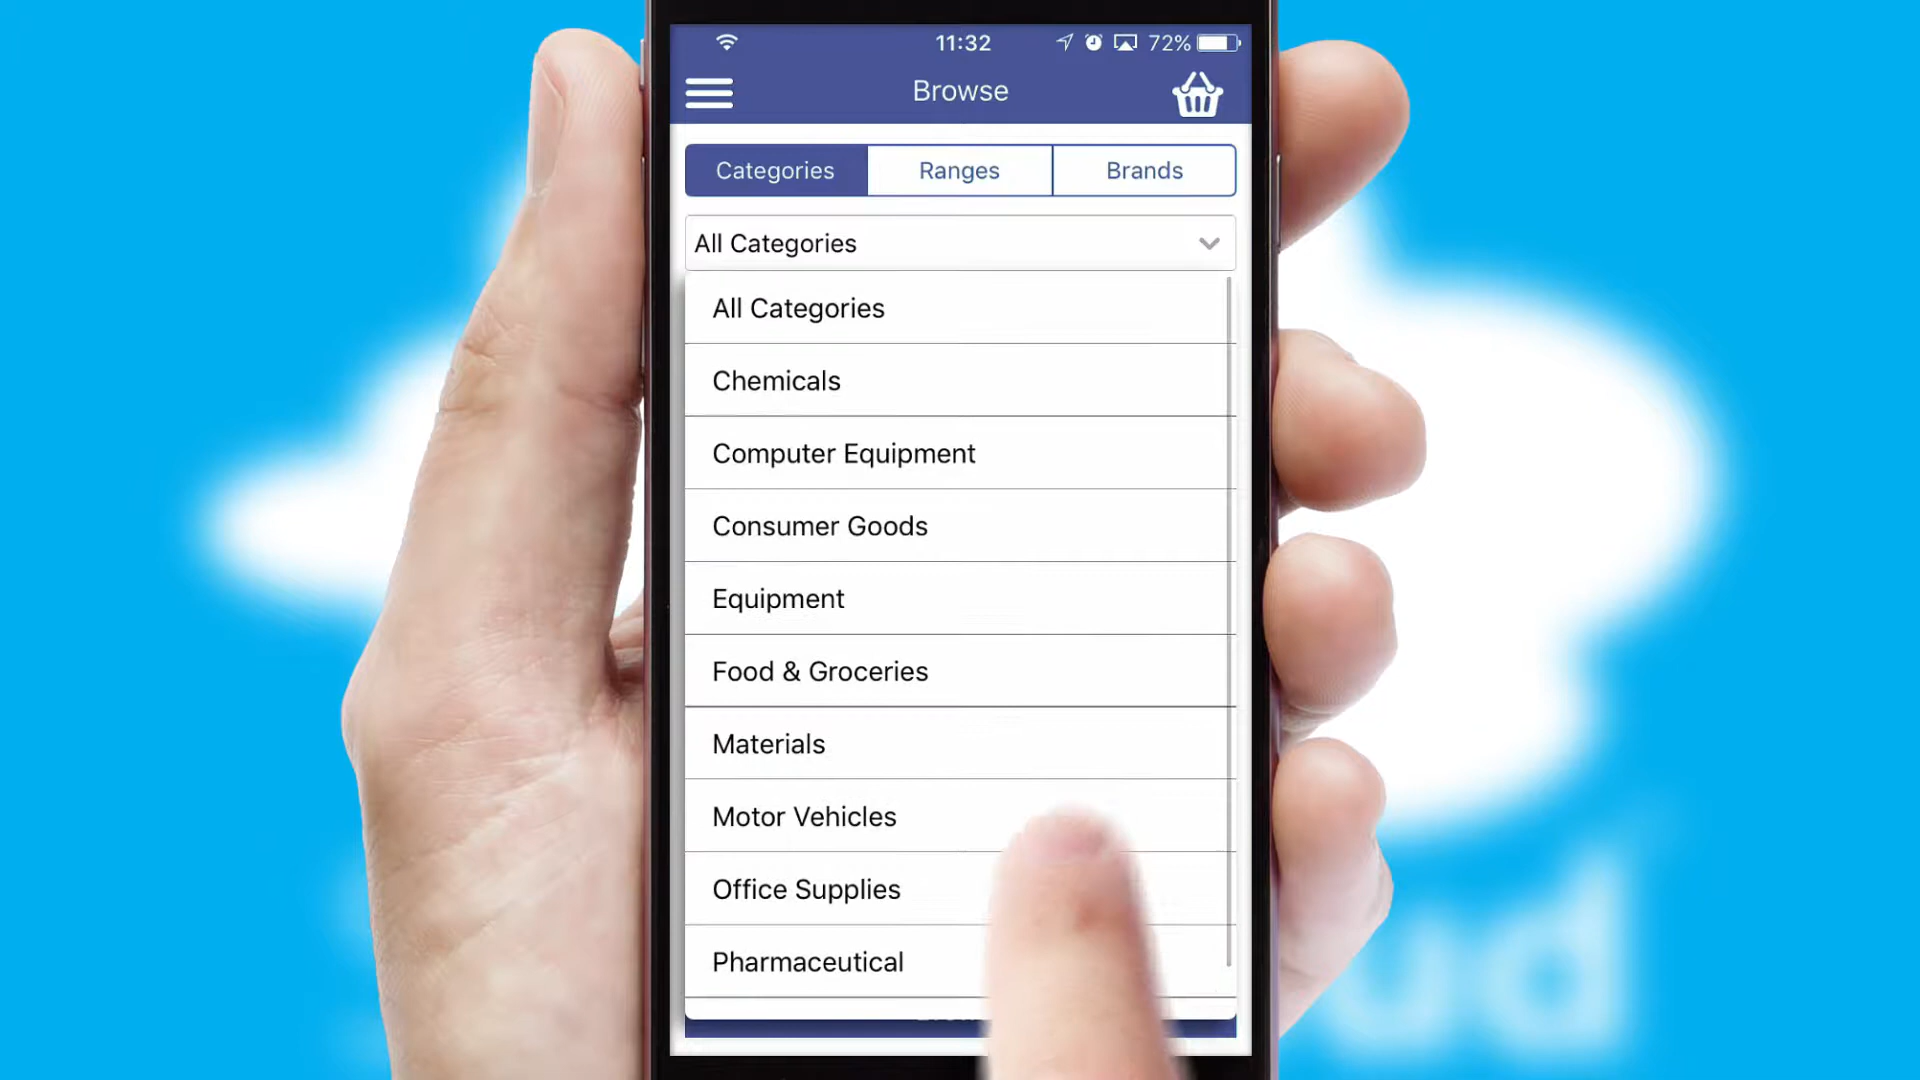 11:32 72%
Browse
Categories Ranges Brands
All Categories
All Categories
Chemicals
Computer Equipment
Consumer Goods
Equipment
Food & Groceries
Materials
Motor Vehicles
Office Supplies
Pharmaceutical
ud